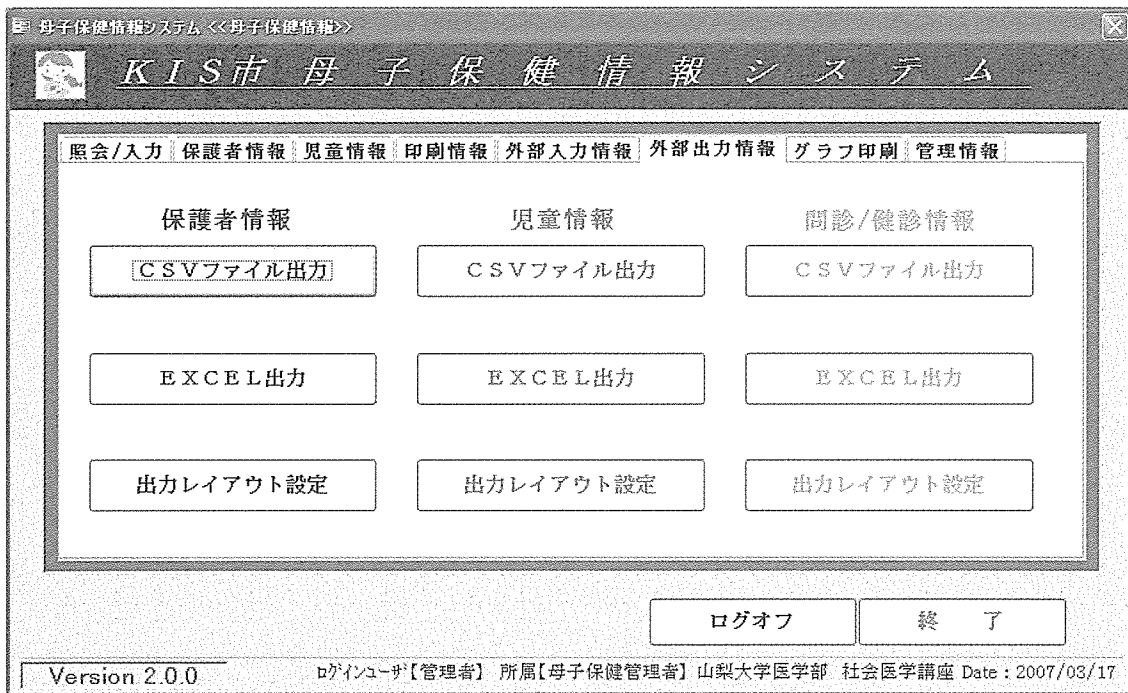 母子保健情報システム <<母子保健情報>>
KIS市 母子保健情報システム
照会/入力 保護者情報 児童情報 印刷情報 外部入力情報 外部出力情報 グラフ印刷 管理情報
保護者情報 児童情報 問診/健診情報
CSVファイル出力 CSVファイル出力 CSVファイル出力
EXCEL出力 EXCEL出力 EXCEL出力
出力レイアウト設定 出力レイアウト設定 出力レイアウト設定
ログオフ 終 了
Version 2.0.0 ログインユーザ【管理者】 所属【母子保健管理者】 山梨大学医学部 社会医学講座 Date : 2007/03/17